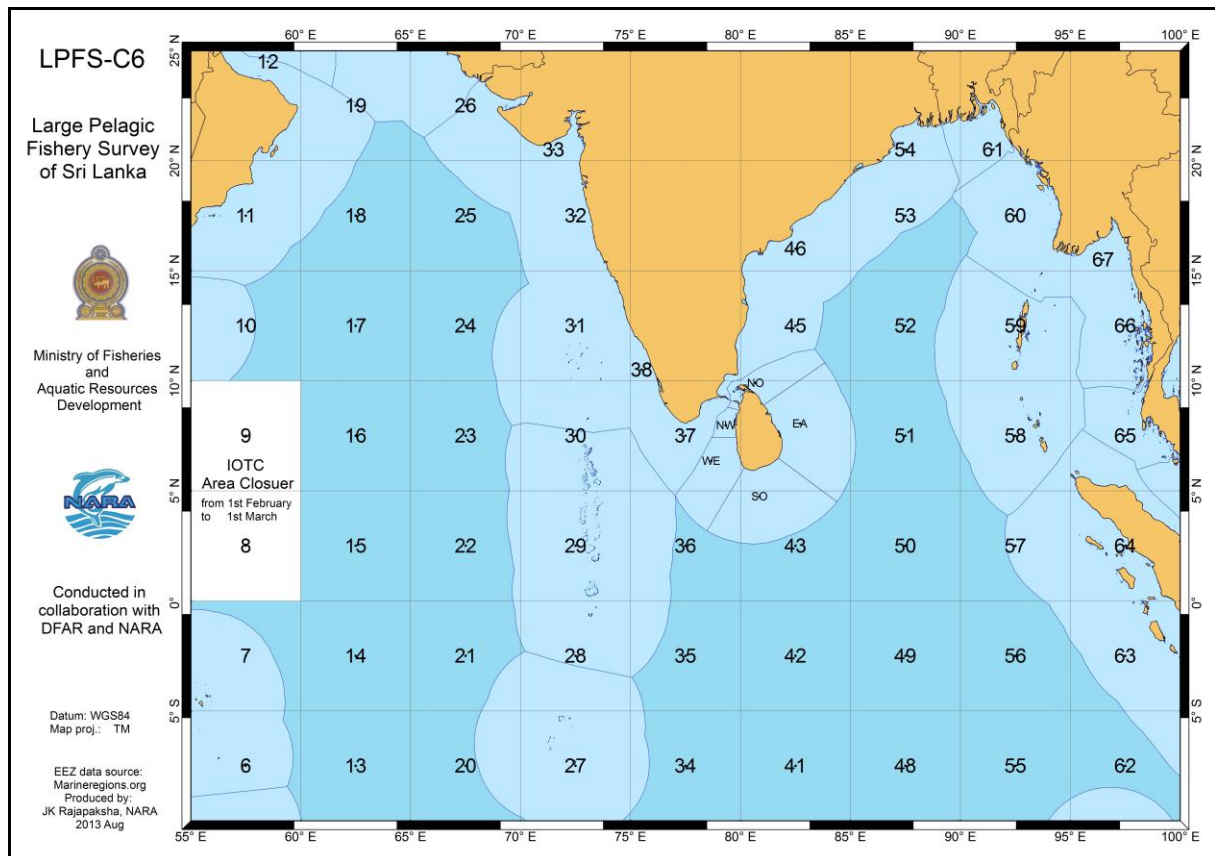 LPFS-C6
Large Pelagic
Fishery Survey
of Sri Lanka
Ministry of Fisheries
and
Aquatic Resources
Development
NARA
Conducted in
collaboration with
DFAR and NARA
Datum: WGS84
Map proj.: TM
EEZ data source:
Marineregions.org
Produced by:
JK Rajapaksha, NARA
2013 Aug
60° E 65° E 70° E 75° E 80° E 85° E 90° E 95° E 100° E
25° N 25° N
12
19 26
33 54 61
20° N 20° N
11 18 25 32 53 60
46
67
15° N 15° N
10 17 24 31 45 52 59 66
38
10° N 10° N
NO
NW EA
9 16 23 30 37 51 58 65
WE
IOTC
Area Closuer
from 1st February
to 1st March
5° N 5° N
SO
8 15 22 29 36 43 50 57 64
0° 0°
7 14 21 28 35 42 49 56 63
5° S 5° S
6 13 20 27 34 41 48 55 62
55° E 60° E 65° E 70° E 75° E 80° E 85° E 90° E 95° E 100° E